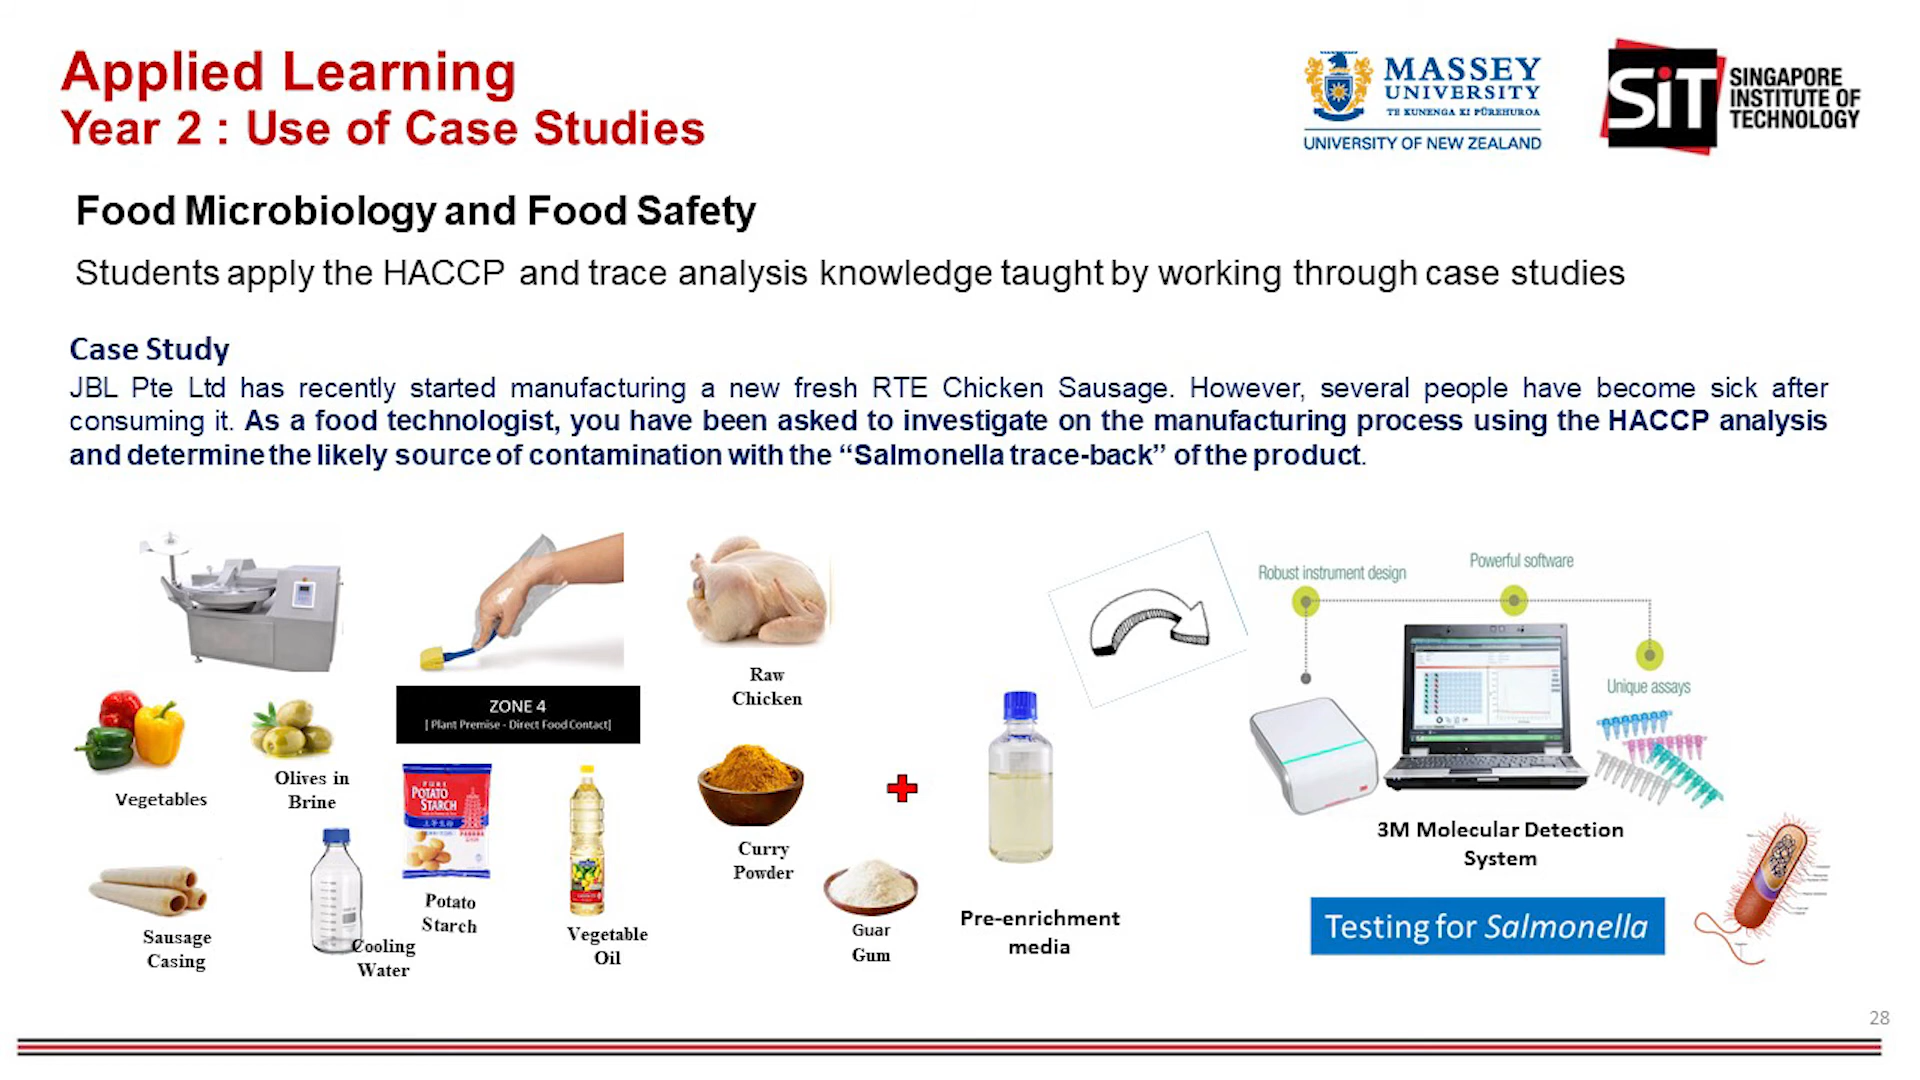 Applied Learning
Year 2 : Use of Case Studies
MASSEY
UNIVERSITY
TE KUNENGA KI PŪREHUROA
UNIVERSITY OF NEW ZEALAND
SiT
SINGAPORE
INSTITUTE OF
TECHNOLOGY
Food Microbiology and Food Safety
Students apply the HACCP and trace analysis knowledge taught by working through case studies
Case Study
JBL Pte Ltd has recently started manufacturing a new fresh RTE Chicken Sausage. However, several people have become sick after
consuming it. As a food technologist, you have been asked to investigate on the manufacturing process using the HACCP analysis
and determine the likely source of contamination with the “Salmonella trace-back” of the product.
Vegetables
Olives in
Brine
ZONE 4
[ Plant Premise - Direct Food Contact]
Raw
Chicken
Sausage
Casing
Cooling
Water
PURE
POTATO
STARCH
Potato
Starch
Vegetable
Oil
Curry
Powder
Guar
Gum
Pre-enrichment
media
Robust instrument design
Powerful software
Unique assays
3M Molecular Detection
System
Testing for Salmonella
28